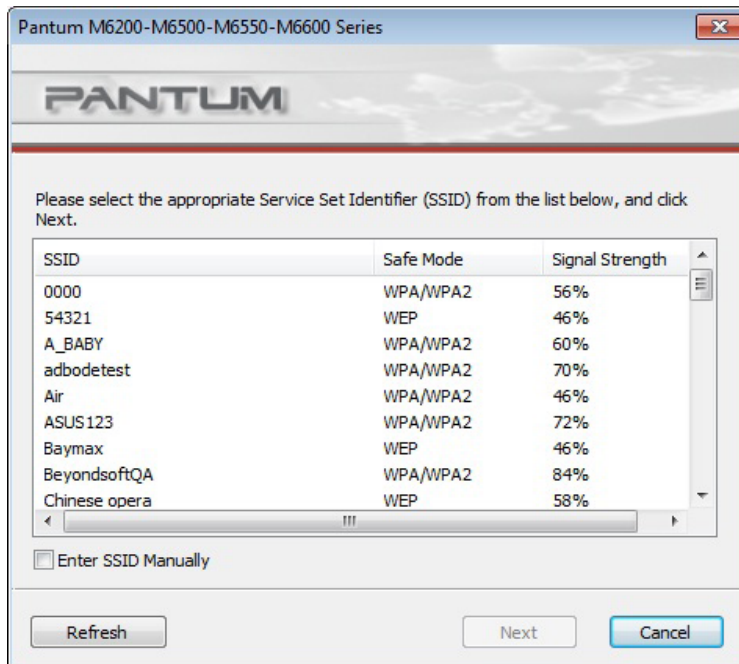 Pantum M6200-M6500-M6550-M6600 Series
PANTUM
Please select the appropriate Service Set Identifier (SSID) from the list below, and click
Next.
SSID Safe Mode Signal Strength
0000 WPA/WPA2 56%
54321 WEP 46%
A_BABY WPA/WPA2 60%
adbodetest WPA/WPA2 70%
Air WPA/WPA2 46%
ASUS123 WPA/WPA2 72%
Baymax WEP 46%
BeyondsoftQA WPA/WPA2 84%
Chinese opera WEP 58%
Enter SSID Manually
Refresh Next Cancel